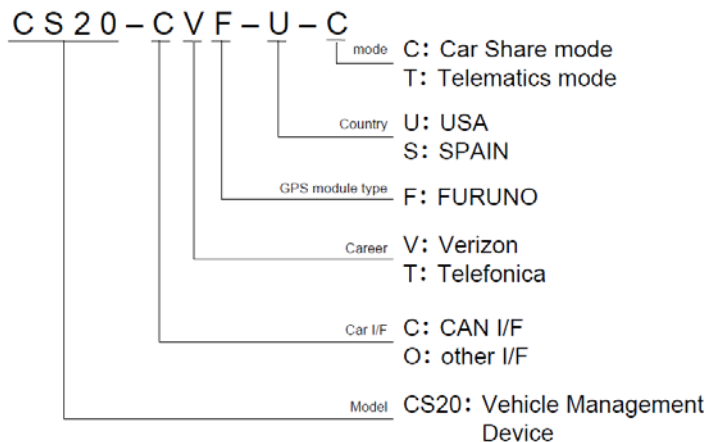 CS20-CVF-U-C
mode C: Car Share mode
T: Telematics mode
Country U: USA
S: SPAIN
GPS module type F: FURUNO
Career V: Verizon
T: Telefonica
Car I/F C: CAN I/F
O: other I/F
Model CS20: Vehicle Management
Device